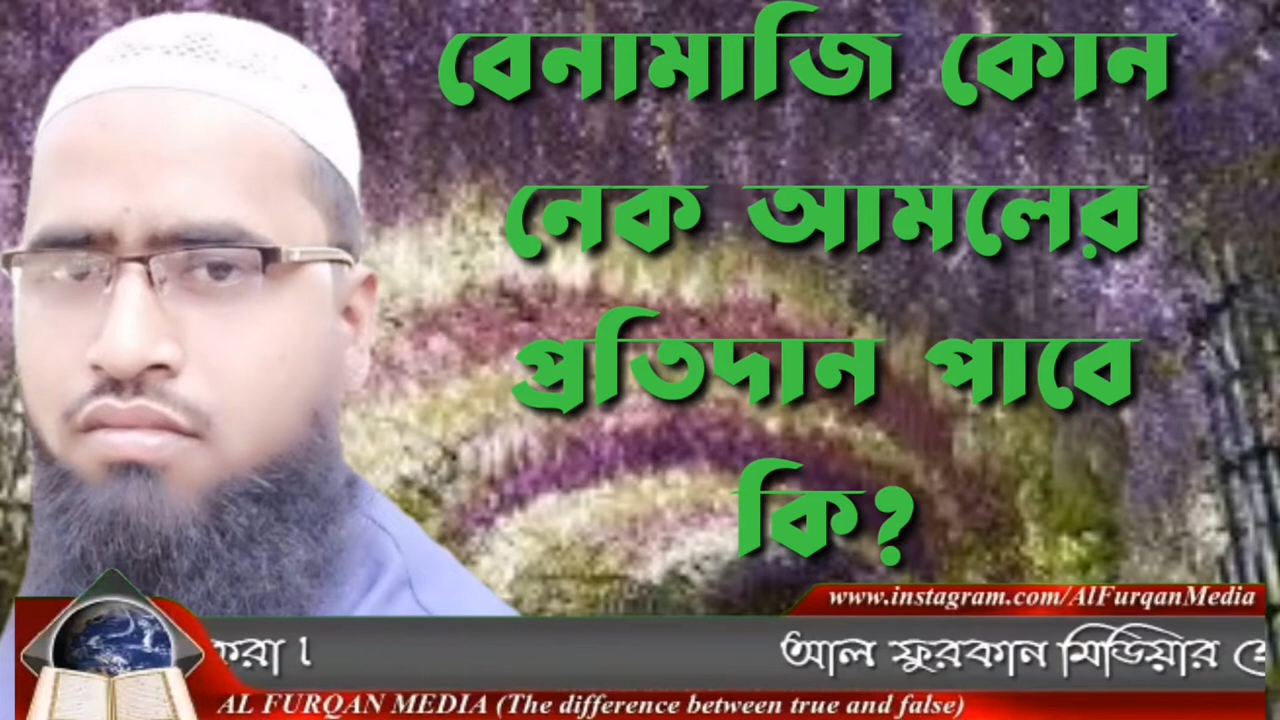 বেনামাজি কোন
নেক আমলের
প্রতিদান পাবে
কি?
www.instagram.com/AlFurqanMedia
করা । আল ফুরকান মিডিয়ার
AL FURQAN MEDIA (The difference between true and false)